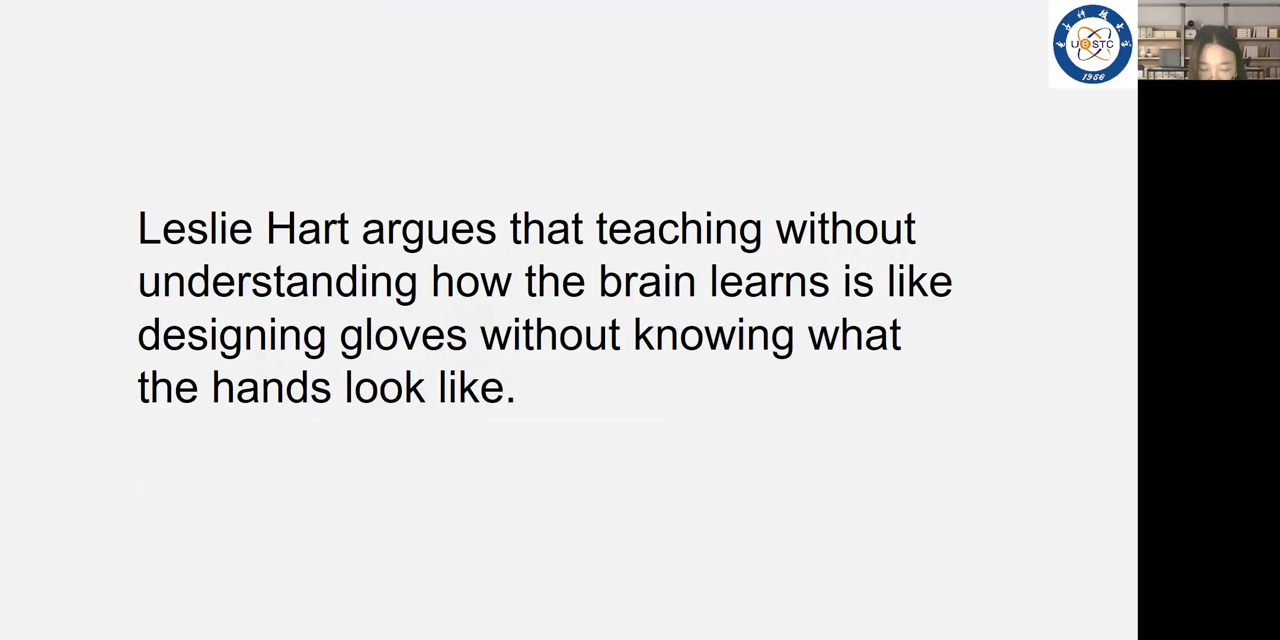 UESTC
1956
Leslie Hart argues that teaching without
understanding how the brain learns is like
designing gloves without knowing what
the hands look like.